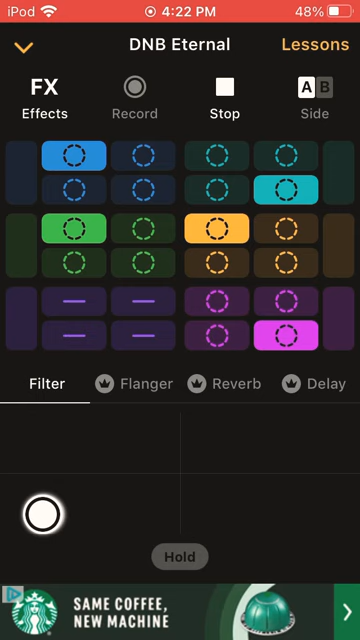 iPod 4:22 PM 48%
DNB Eternal Lessons
FX A B
Effects Record Stop Side
Filter Flanger Reverb Delay
Hold
SAME COFFEE,
NEW MACHINE